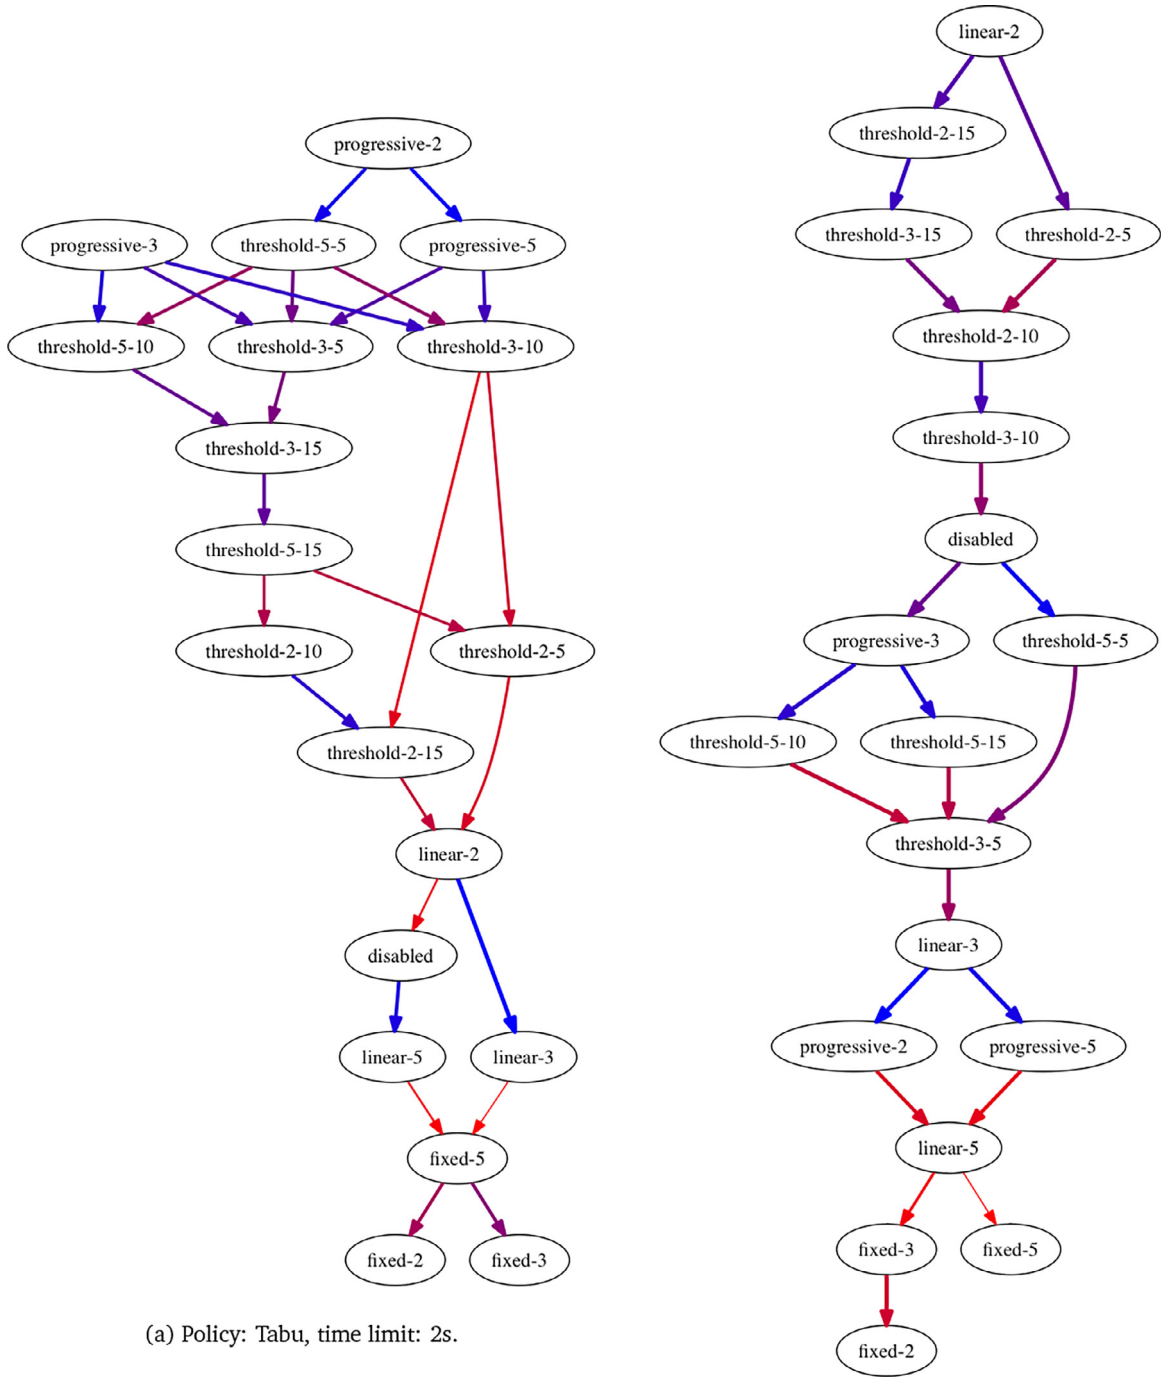 progressive-2
progressive-3
threshold-5-5
progressive-5
threshold-5-10
threshold-3-5
threshold-3-10
threshold-3-15
threshold-5-15
threshold-2-10
threshold-2-5
threshold-2-15
linear-2
disabled
linear-5
linear-3
fixed-5
fixed-2
fixed-3
(a) Policy: Tabu, time limit: 2s.
linear-2
threshold-2-15
threshold-3-15
threshold-2-5
threshold-2-10
threshold-3-10
disabled
progressive-3
threshold-5-5
threshold-5-10
threshold-5-15
threshold-3-5
linear-3
progressive-2
progressive-5
linear-5
fixed-3
fixed-5
fixed-2